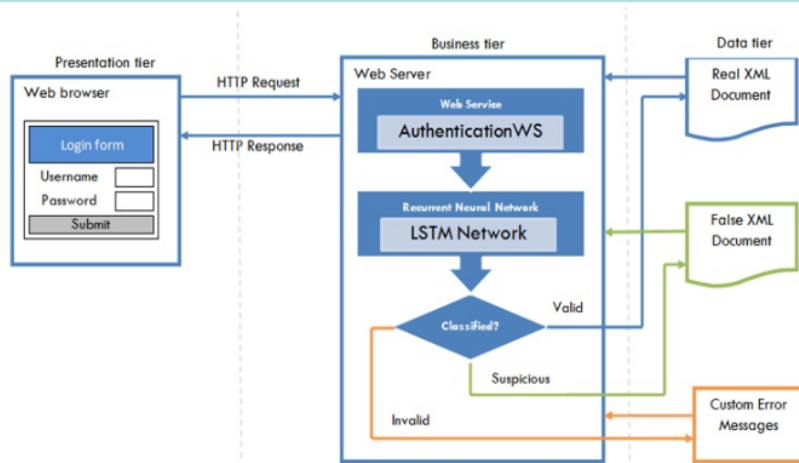 Presentation tier
Business tier
Data tier
Web browser
Login form
Username
Password
Submit
HTTP Request
HTTP Response
Web Server
Web Servise
AuthenticationWS
Recurrent Neural Network
LSTM Network
Classified?
Valid
Suspicious
Invalid
Real XML
Document
False XML
Document
Custom Error
Messages